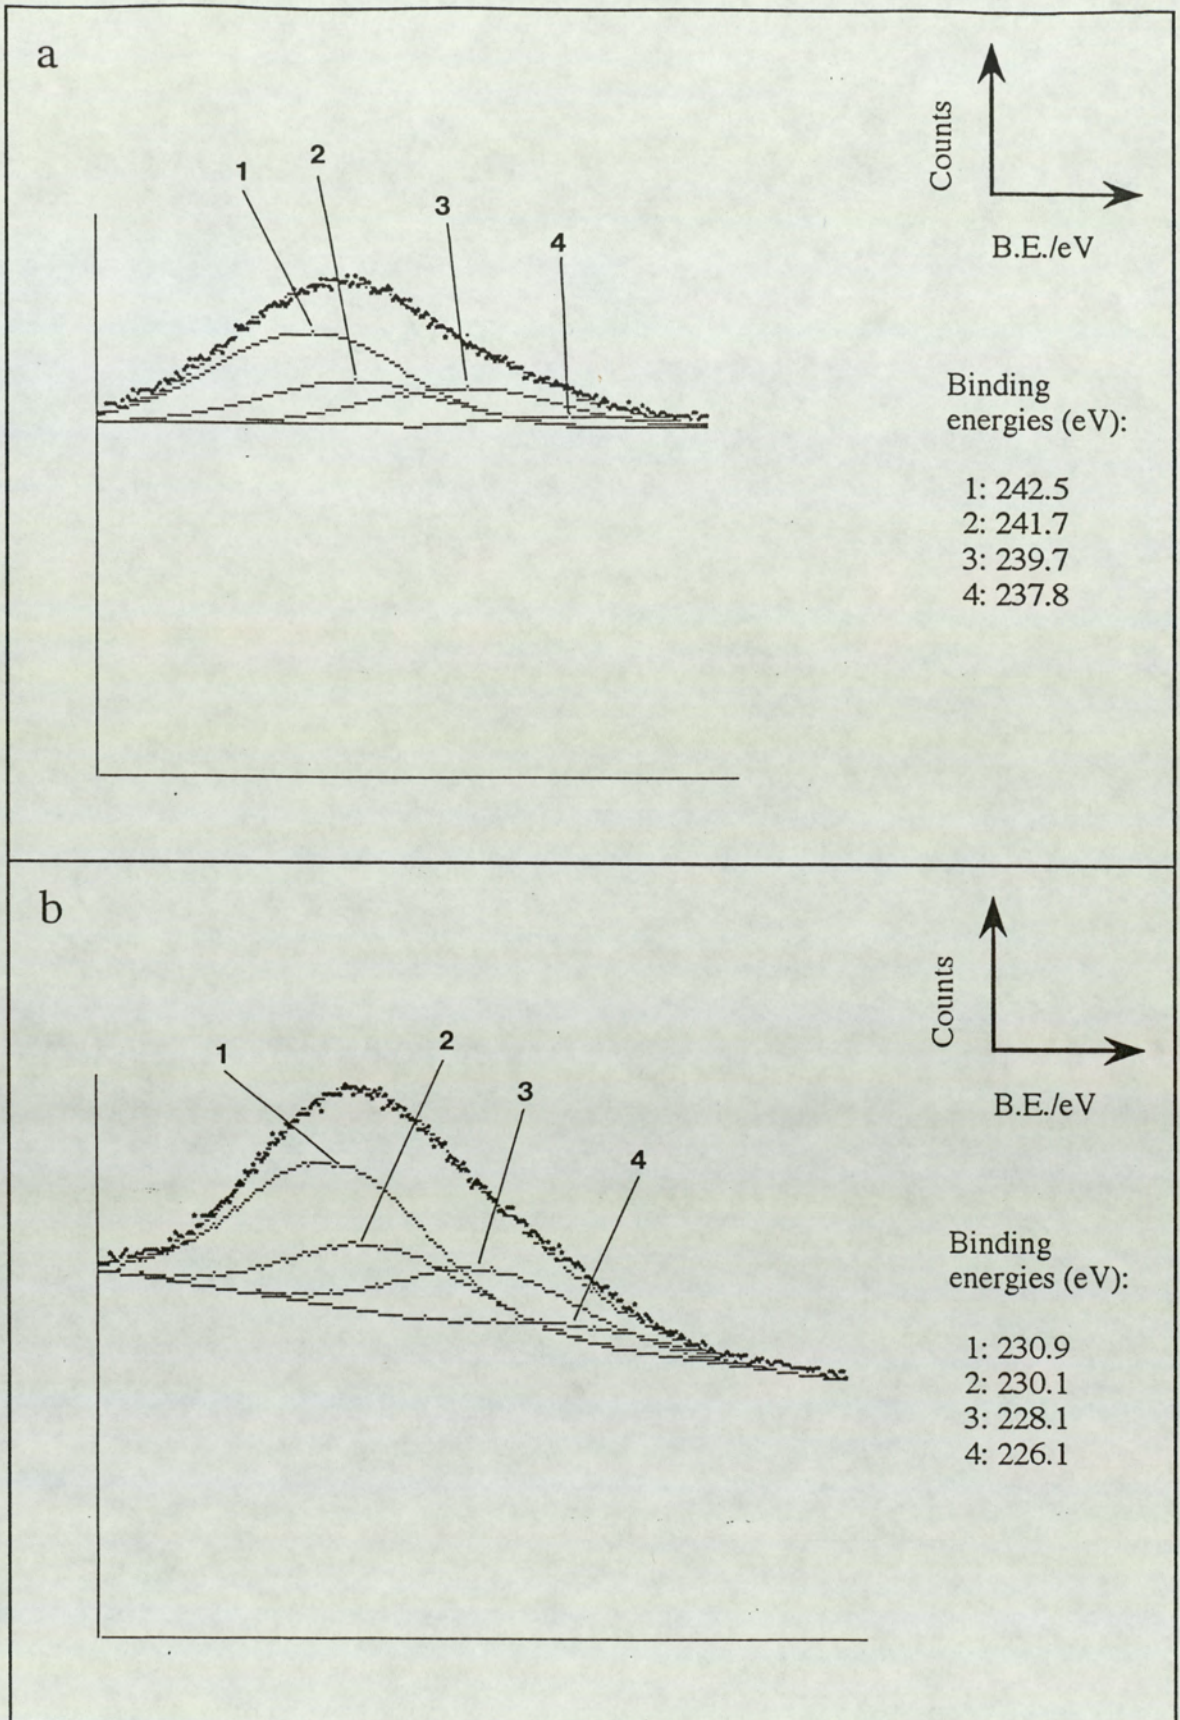 a
1
2
3
4
Counts
B.E./eV
Binding
energies (eV):
1: 242.5
2: 241.7
3: 239.7
4: 237.8
b
1
2
3
4
Counts
B.E./eV
Binding
energies (eV):
1: 230.9
2: 230.1
3: 228.1
4: 226.1